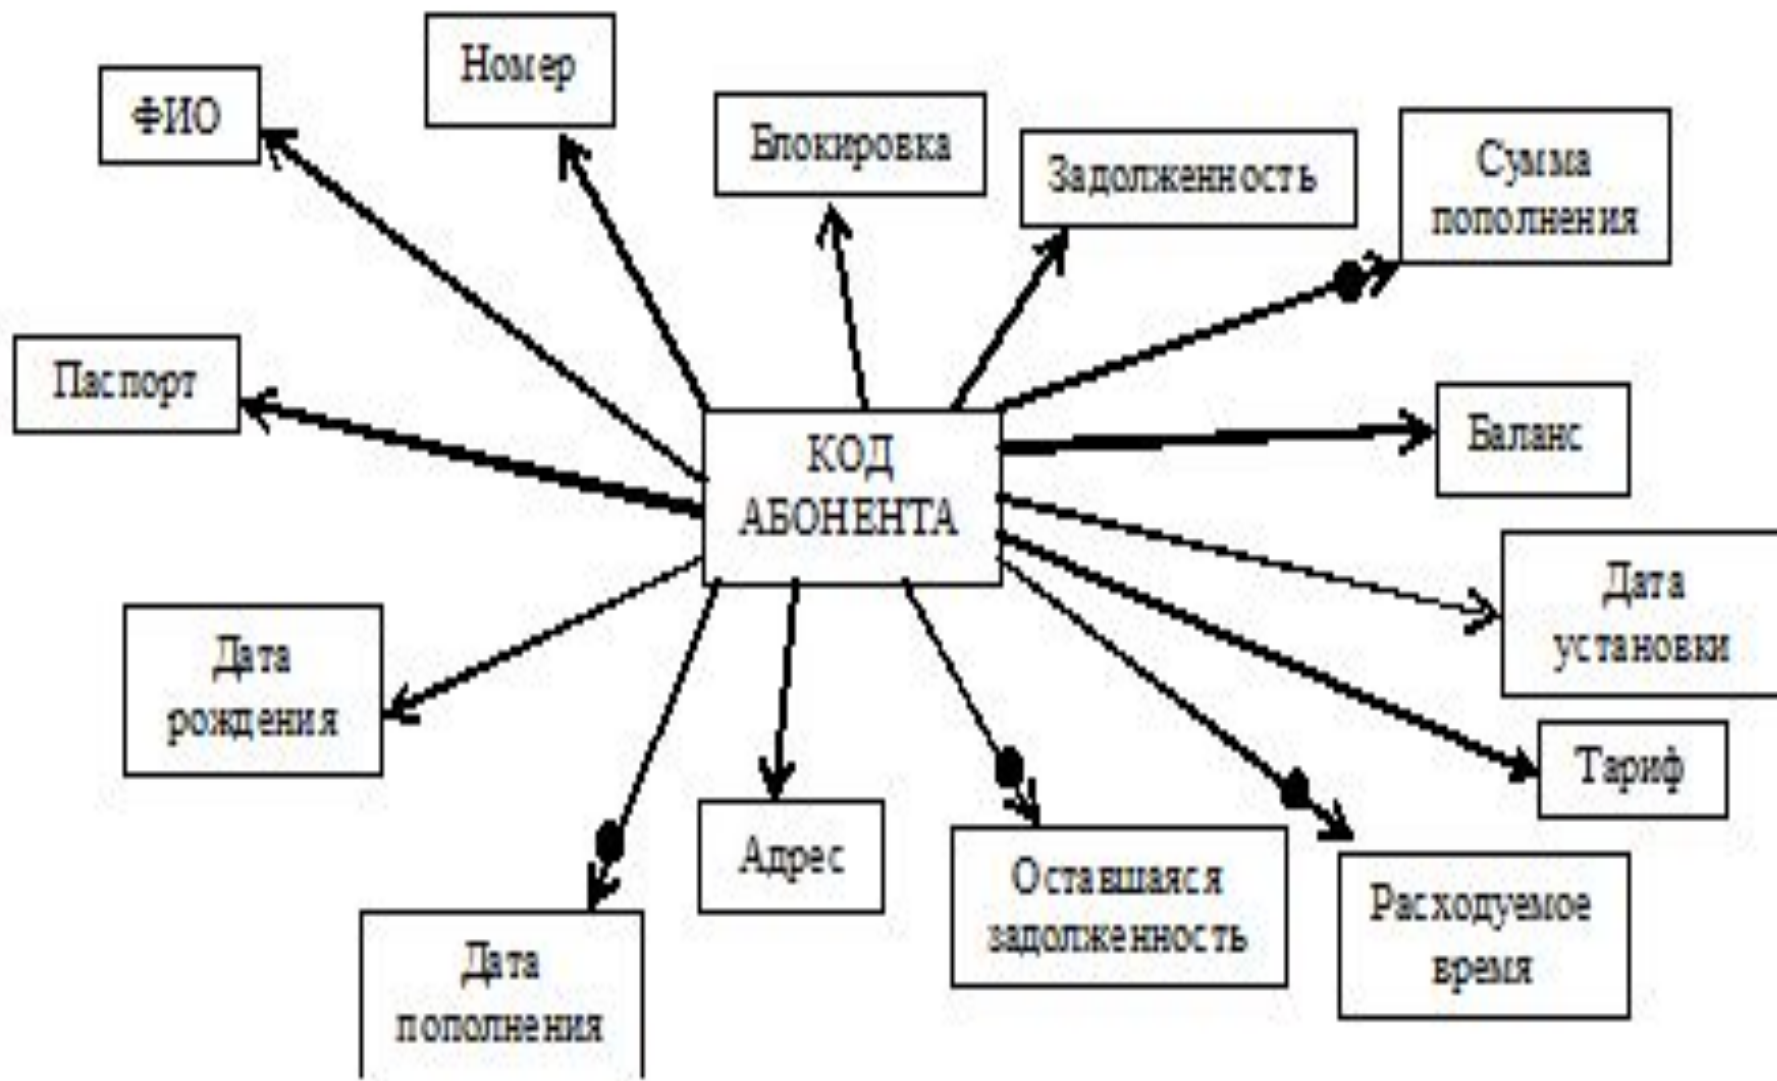 Номер
ФИО
Блокировка
Задолженность
Сумма
пополнения
Паспорт
Баланс
КОД
АБОНЕНТА
Дата
установки
Дата
рождения
Тариф
Адрес
Оставшаяся
задолженность
Расходуемое
время
Дата
пополнения